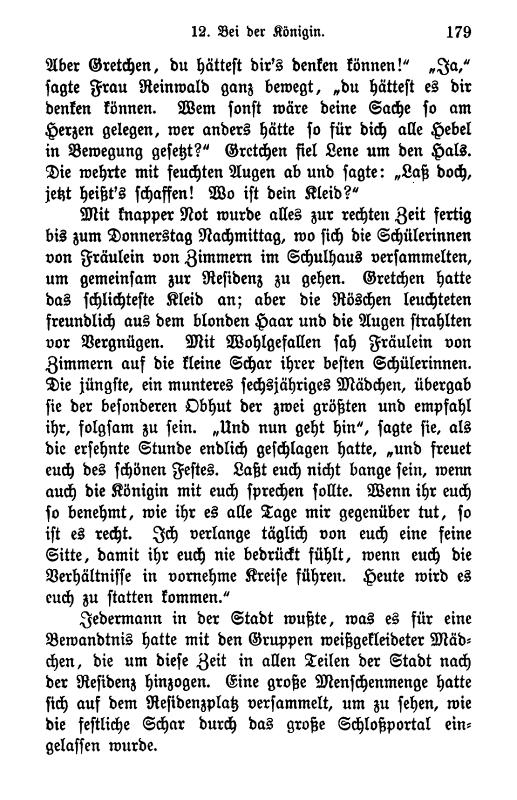 12. Bei der Königin. 179
Aber Gretchen, du hättest dir's denken können!“ „Ja,“
sagte Frau Reinwald ganz bewegt, „du hättest es dir
denken können. Wem sonst wäre deine Sache so am
Herzen gelegen, wer anders hätte so für dich alle Hebel
in Bewegung gesetzt?“ Gretchen fiel Lene um den Hals.
Die wehrte mit feuchten Augen ab und sagte: „Laß doch,
jetzt heißt's schaffen! Wo ist dein Kleid?“
Mit knapper Not wurde alles zur rechten Zeit fertig
bis zum Donnerstag Nachmittag, wo sich die Schülerinnen
von Fräulein von Zimmern im Schulhaus versammelten,
um gemeinsam zur Residenz zu gehen. Gretchen hatte
das schlichteste Kleid an; aber die Röschen leuchteten
freundlich aus dem blonden Haar und die Augen strahlten
vor Vergnügen. Mit Wohlgefallen sah Fräulein von
Zimmern auf die kleine Schar ihrer besten Schülerinnen.
Die jüngste, ein munteres sechsjähriges Mädchen, übergab
sie der besonderen Obhut der zwei größten und empfahl
ihr, folgsam zu sein. „Und nun geht hin“, sagte sie, als
die ersehnte Stunde endlich geschlagen hatte, „und freuet
euch des schönen Festes. Laßt euch nicht bange sein, wenn
auch die Königin mit euch sprechen sollte. Wenn ihr euch
so benehmt, wie ihr es alle Tage mir gegenüber tut, so
ist es recht. Ich verlange täglich von euch eine feine
Sitte, damit ihr euch nie bedrückt fühlt, wenn euch die
Verhältnisse in vornehme Kreise führen. Heute wird es
euch zu statten kommen.“
Jedermann in der Stadt wußte, was es für eine
Bewandtnis hatte mit den Gruppen weißgekleideter Mäd-
chen, die um diese Zeit in allen Teilen der Stadt nach
der Residenz hinzogen. Eine große Menschenmenge hatte
sich auf dem Residenzplatz versammelt, um zu sehen, wie
die festliche Schar durch das große Schloßportal ein-
gelassen wurde.